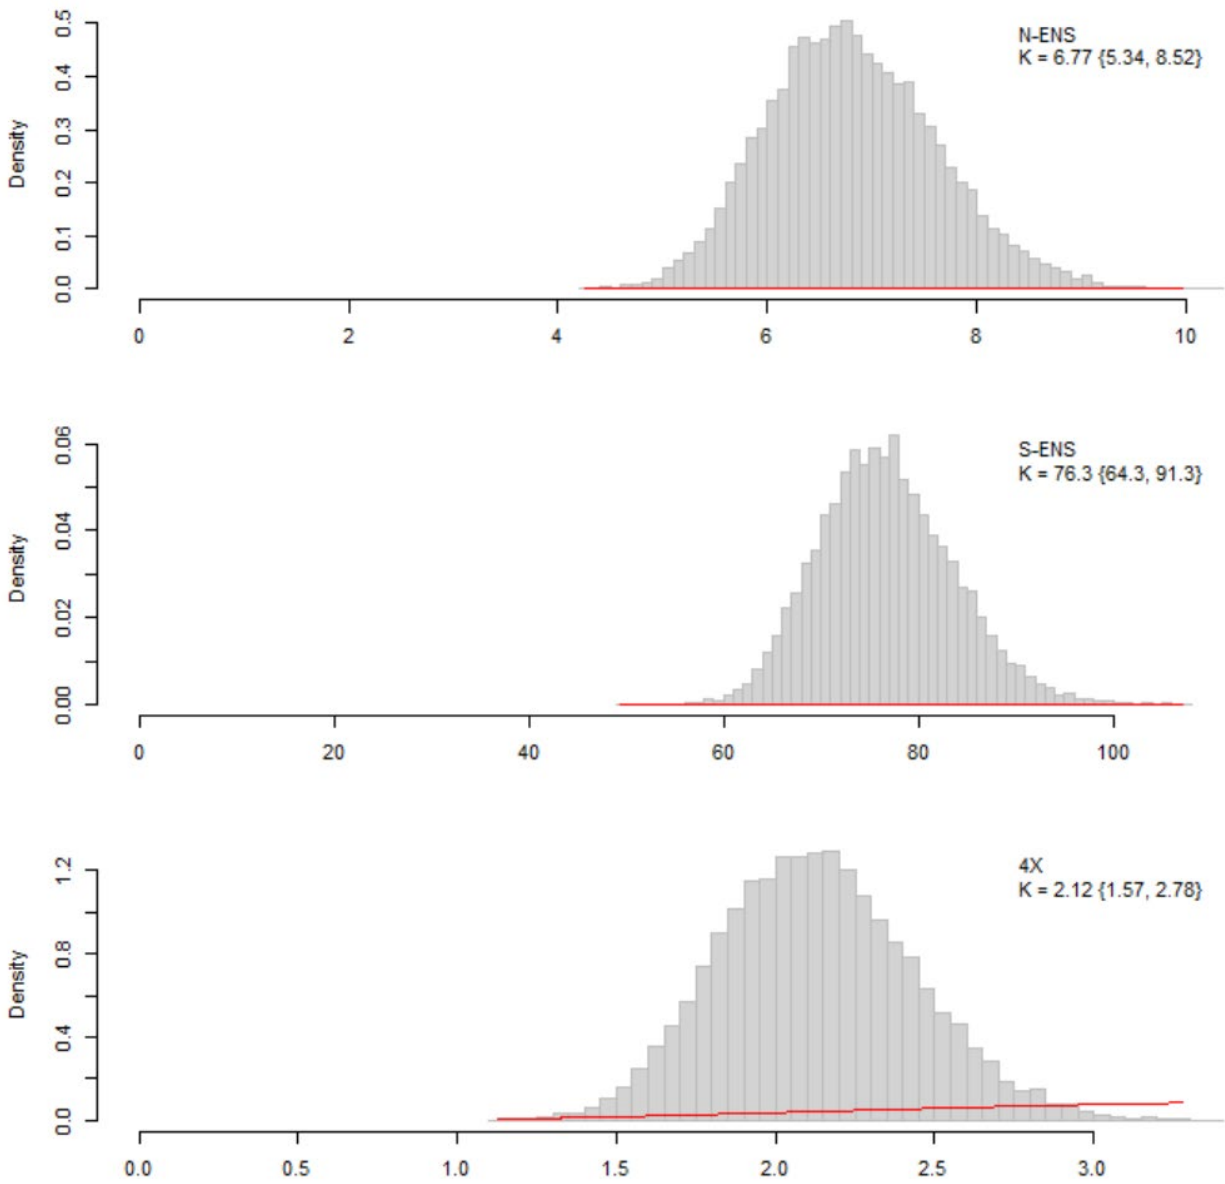 Density
0.0 0.1 0.2 0.3 0.4 0.5
N-ENS
K = 6.77 {5.34, 8.52}
0 2 4 6 8 10
Density
0.00 0.02 0.04 0.06
S-ENS
K = 76.3 {64.3, 91.3}
0 20 40 60 80 100
Density
0.0 0.4 0.8 1.2
4X
K = 2.12 {1.57, 2.78}
0.0 0.5 1.0 1.5 2.0 2.5 3.0